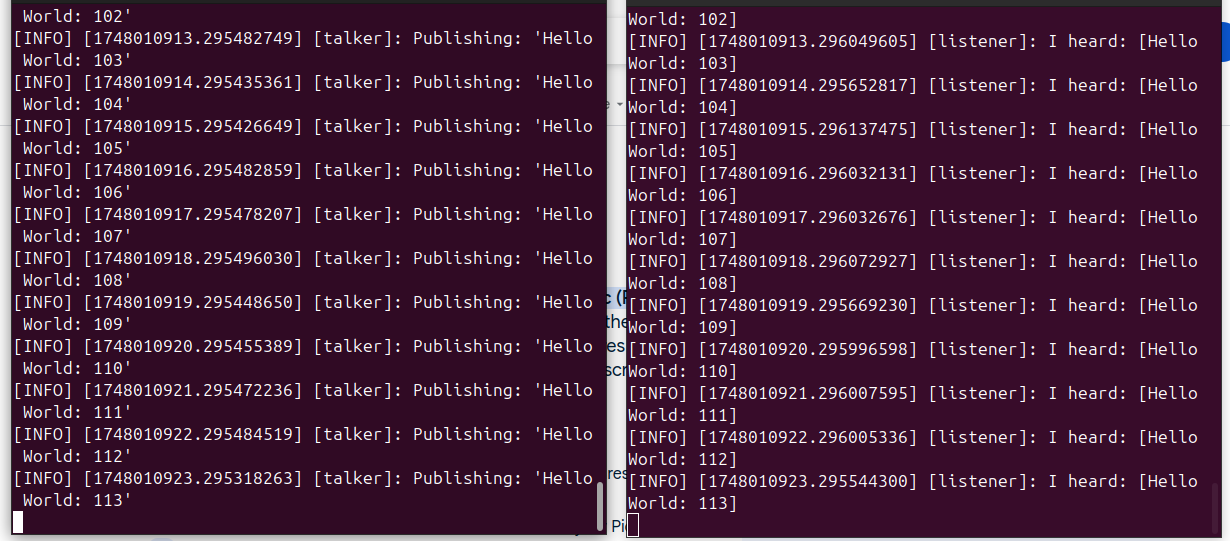 World: 102'
[INFO] [1748010913.295482749] [talker]: Publishing: 'Hello
World: 103'
[INFO] [1748010914.295435361] [talker]: Publishing: 'Hello
World: 104'
[INFO] [1748010915.295426649] [talker]: Publishing: 'Hello
World: 105'
[INFO] [1748010916.295482859] [talker]: Publishing: 'Hello
World: 106'
[INFO] [1748010917.295478207] [talker]: Publishing: 'Hello
World: 107'
[INFO] [1748010918.295496030] [talker]: Publishing: 'Hello
World: 108'
[INFO] [1748010919.295448650] [talker]: Publishing: 'Hello
World: 109'
[INFO] [1748010920.295455389] [talker]: Publishing: 'Hello
World: 110'
[INFO] [1748010921.295472236] [talker]: Publishing: 'Hello
World: 111'
[INFO] [1748010922.295484519] [talker]: Publishing: 'Hello
World: 112'
[INFO] [1748010923.295318263] [talker]: Publishing: 'Hello
World: 113'
World: 102]
[INFO] [1748010913.296049605] [listener]: I heard: [Hello
World: 103]
[INFO] [1748010914.295652817] [listener]: I heard: [Hello
World: 104]
[INFO] [1748010915.296137475] [listener]: I heard: [Hello
World: 105]
[INFO] [1748010916.296032131] [listener]: I heard: [Hello
World: 106]
[INFO] [1748010917.296032676] [listener]: I heard: [Hello
World: 107]
[INFO] [1748010918.296072927] [listener]: I heard: [Hello
World: 108]
[INFO] [1748010919.295669230] [listener]: I heard: [Hello
World: 109]
[INFO] [1748010920.295996598] [listener]: I heard: [Hello
World: 110]
[INFO] [1748010921.296007595] [listener]: I heard: [Hello
World: 111]
[INFO] [1748010922.296005336] [listener]: I heard: [Hello
World: 112]
[INFO] [1748010923.295544300] [listener]: I heard: [Hello
World: 113]